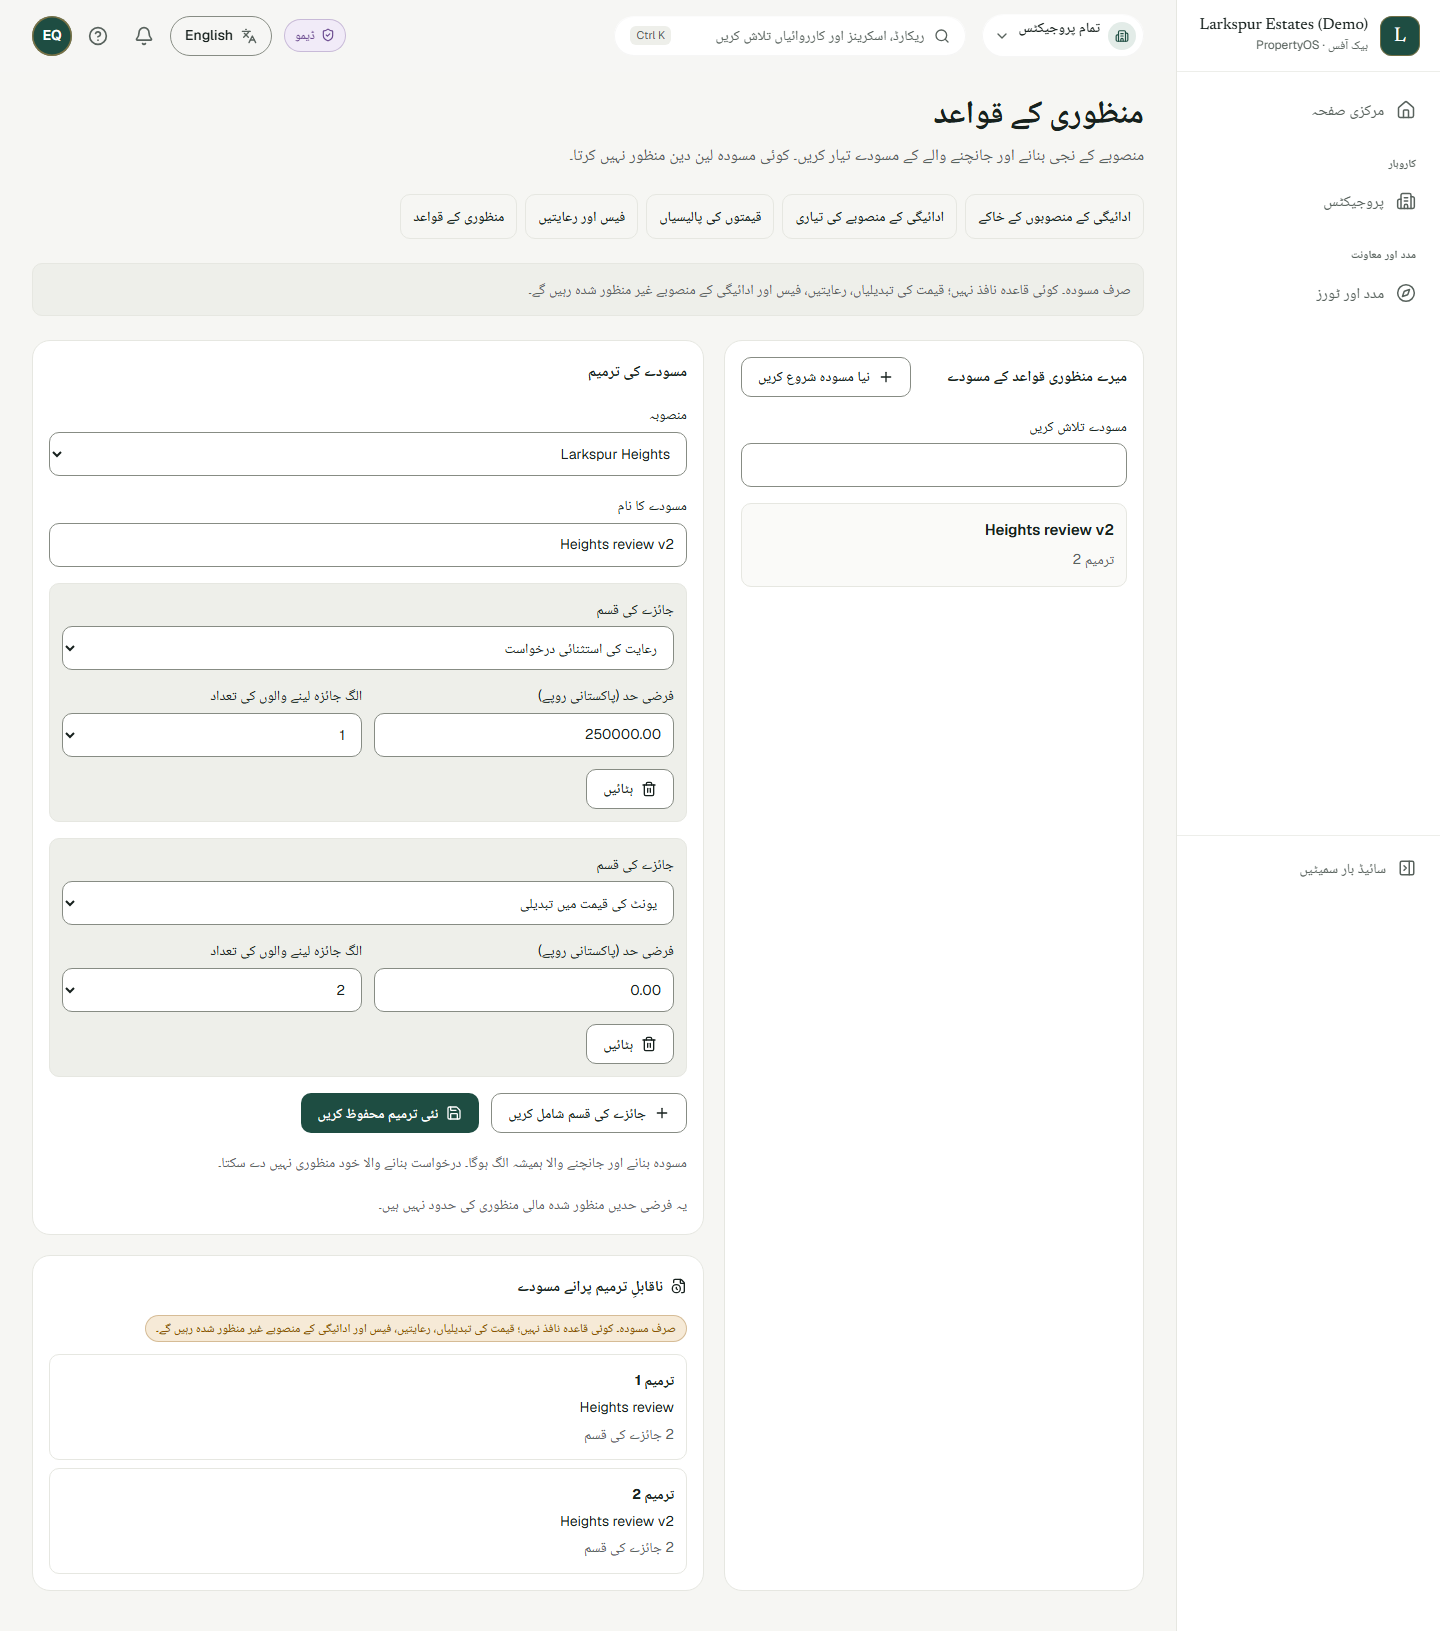 Larkspur Estates (Demo)
بیک آفس · PropertyOS
L
مرکزی صفحہ
کاروبار
پروجیکٹس
مدد اور معاونت
مدد اور ٹورز
سائیڈ بار سمیٹیں
تمام پروجیکٹس
ریکارڈ، اسکرینز اور کارروائیاں تلاش کریں
Ctrl K
ڈیمو
English
EQ
منظوری کے قواعد
منصوبے کے نجی بنانے اور جانچنے والے کے مسودے تیار کریں۔ کوئی مسودہ لین دین منظور نہیں کرتا۔
ادائیگی کے منصوبوں کے خاکے
ادائیگی کے منصوبے کی تیاری
قیمتوں کی پالیسیاں
فیس اور رعایتیں
منظوری کے قواعد
صرف مسودہ۔ کوئی قاعدہ نافذ نہیں؛ قیمت کی تبدیلیاں، رعایتیں، فیس اور ادائیگی کے منصوبے غیر منظور شدہ رہیں گے۔
میرے منظوری قواعد کے مسودے
نیا مسودہ شروع کریں
مسودے تلاش کریں
Heights review v2
ترمیم 2
مسودے کی ترمیم
منصوبہ
Larkspur Heights
مسودے کا نام
Heights review v2
جائزے کی قسم
رعایت کی استثنائی درخواست
فرضی حد (پاکستانی روپے)
الگ جائزہ لینے والوں کی تعداد
250000.00
1
ہٹائیں
جائزے کی قسم
یونٹ کی قیمت میں تبدیلی
فرضی حد (پاکستانی روپے)
الگ جائزہ لینے والوں کی تعداد
0.00
2
ہٹائیں
جائزے کی قسم شامل کریں
نئی ترمیم محفوظ کریں
مسودہ بنانے اور جانچنے والا ہمیشہ الگ ہوگا۔ درخواست بنانے والا خود منظوری نہیں دے سکتا۔
یہ فرضی حدیں منظور شدہ مالی منظوری کی حدود نہیں ہیں۔
ناقابلِ ترمیم پرانے مسودے
صرف مسودہ۔ کوئی قاعدہ نافذ نہیں؛ قیمت کی تبدیلیاں، رعایتیں، فیس اور ادائیگی کے منصوبے غیر منظور شدہ رہیں گے۔
ترمیم 1
Heights review
2 جائزے کی قسم
ترمیم 2
Heights review v2
2 جائزے کی قسم